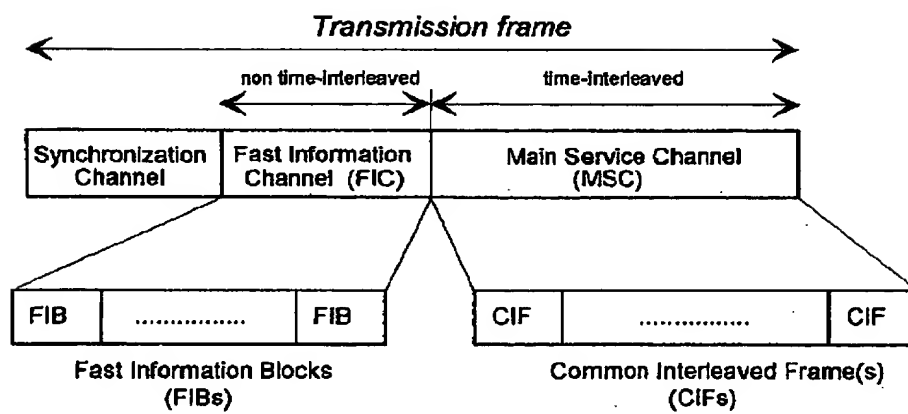 Transmission frame
non time-interleaved time-interleaved
Synchronization Channel
Fast Information Channel (FIC)
Main Service Channel (MSC)
FIB ................ FIB
CIF ................ CIF
Fast Information Blocks
(FIBs)
Common Interleaved Frame(s)
(CIFs)